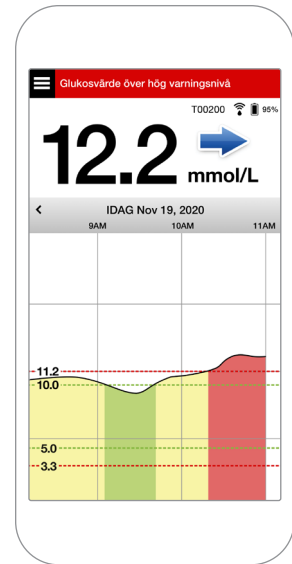 Glukosvärde över hög varningsnivå
T00200 95%
12.2
mmol/L
IDAG Nov 19, 2020
9AM 10AM 11AM
11.2
10.0
5.0
3.3